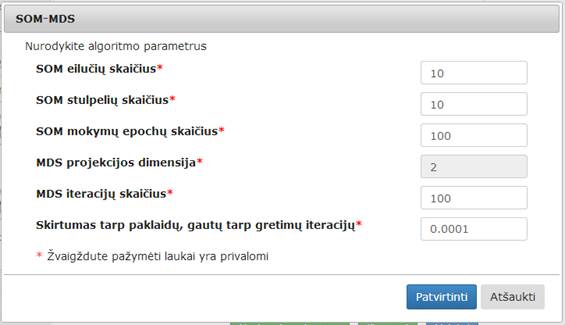 SOM-MDS
Nurodykite algoritmo parametrus
SOM eilučių skaičius* 10
SOM stulpelių skaičius* 10
SOM mokymų epochų skaičius* 100
MDS projekcijos dimensija* 2
MDS iteracijų skaičius* 100
Skirtumas tarp paklaidų, gautų tarp gretimų iteracijų* 0.0001
* Žvaigždute pažymėti laukai yra privalomi
Patvirtinti Atšaukti